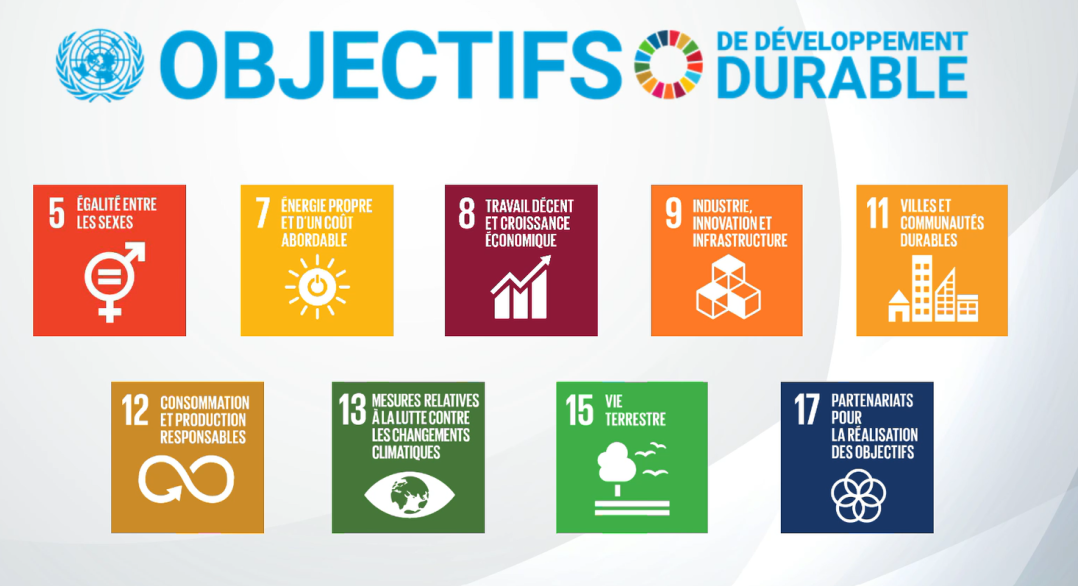 OBJECTIFS
DE DÉVELOPPEMENT
DURABLE
5 ÉGALITÉ ENTRE
LES SEXES
7 ÉNERGIE PROPRE
ET D'UN COÛT
ABORDABLE
8 TRAVAIL DÉCENT
ET CROISSANCE
ÉCONOMIQUE
9 INDUSTRIE,
INNOVATION ET
INFRASTRUCTURE
11 VILLES ET
COMMUNAUTÉS
DURABLES
12 CONSOMMATION
ET PRODUCTION
RESPONSABLES
13 MESURES RELATIVES
À LA LUTTE CONTRE
LES CHANGEMENTS
CLIMATIQUES
15 VIE
TERRESTRE
17 PARTENARIATS
POUR
LA RÉALISATION
DES OBJECTIFS